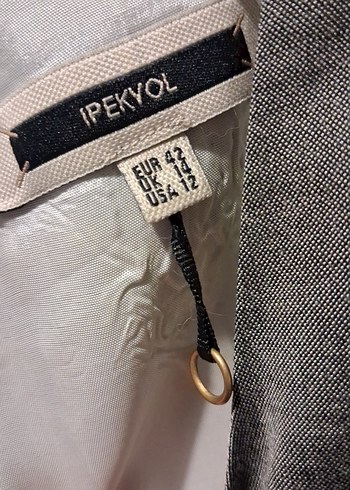 IPEKYOL
EUR 42
UK 14
USA 12